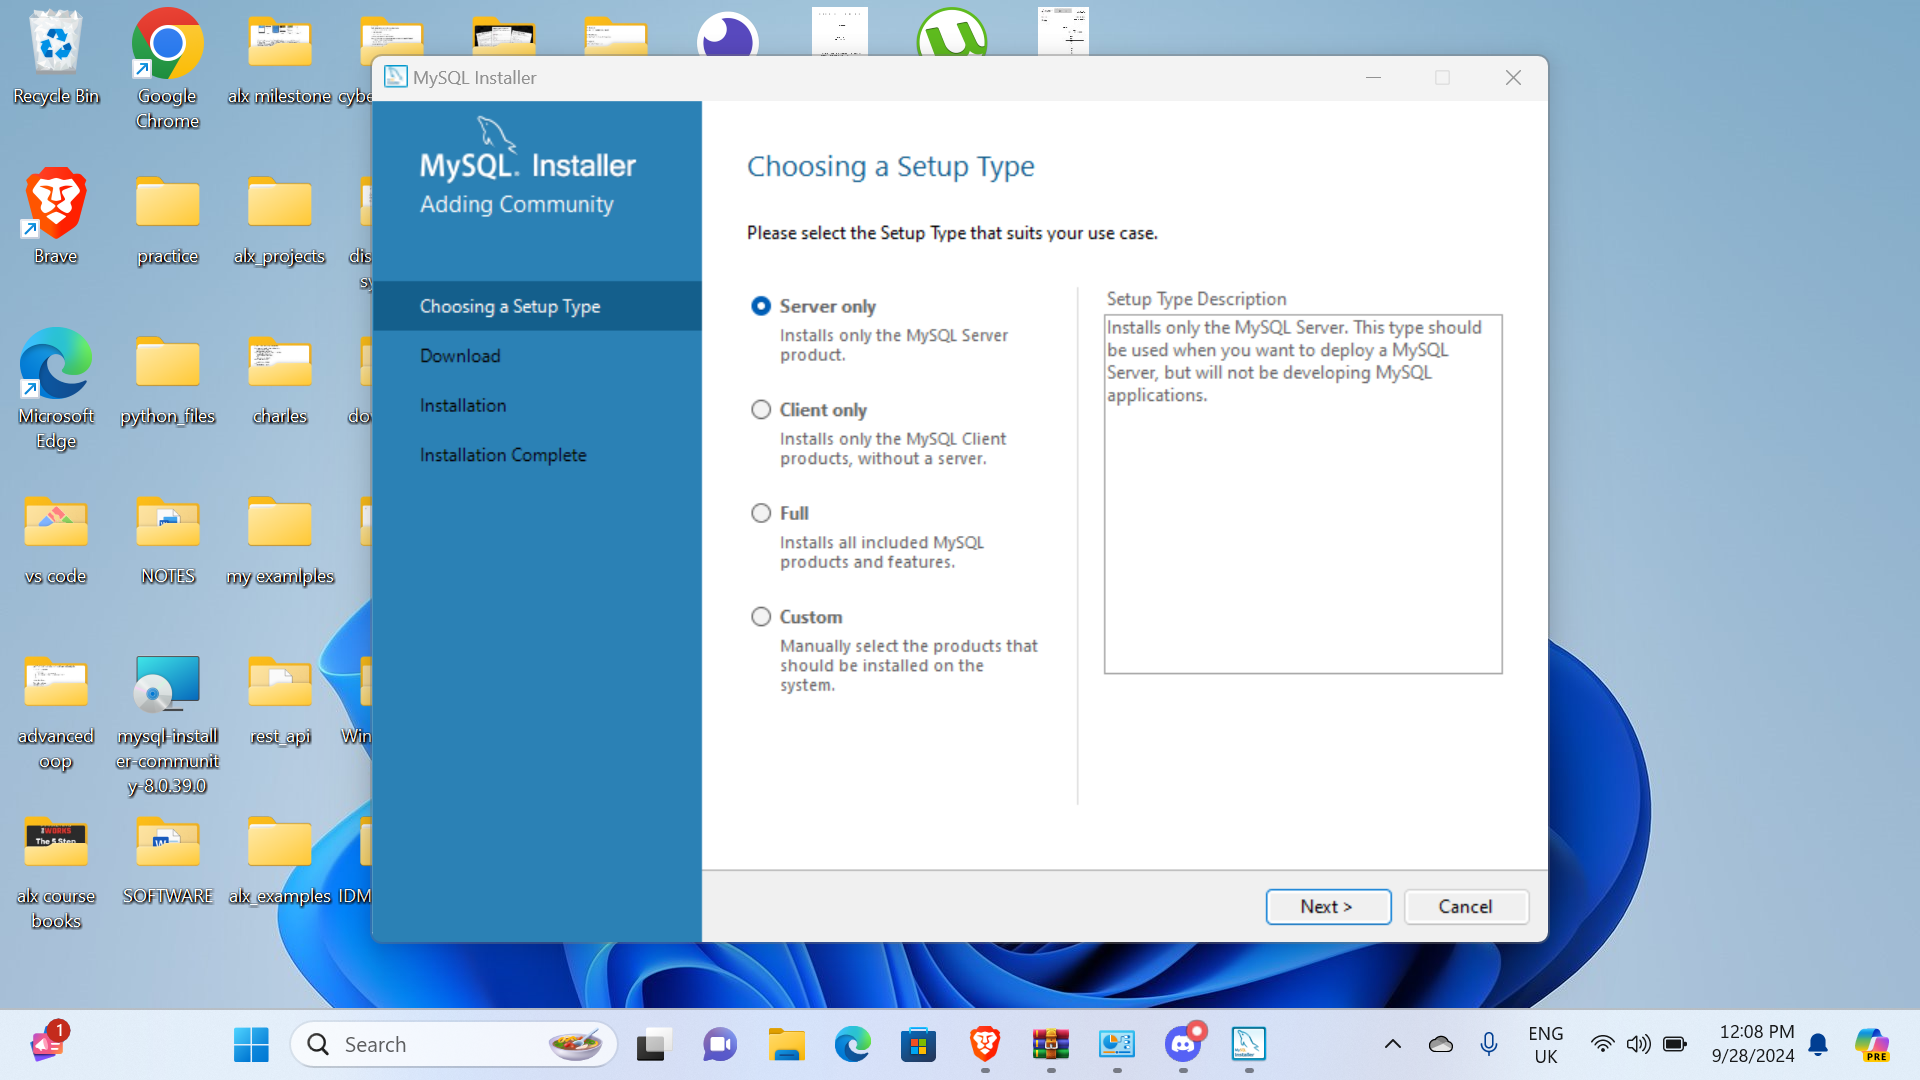 MySQL Installer
MySQL. Installer
Adding Community
Choosing a Setup Type
Download
Installation
Installation Complete
Choosing a Setup Type
Please select the Setup Type that suits your use case.
Server only
Installs only the MySQL Server
product.
Client only
Installs only the MySQL Client
products, without a server.
Full
Installs all included MySQL
products and features.
Custom
Manually select the products that
should be installed on the
system.
Setup Type Description
Installs only the MySQL Server. This type should
be used when you want to deploy a MySQL
Server, but will not be developing MySQL
applications.
Next >
Cancel
Recycle Bin
Google
Chrome
alx milestone
cybe
Brave
practice
alx_projects
dis
sy
Microsoft
Edge
python_files
charles
do
vs code
NOTES
my examlples
advanced
oop
mysql-install
er-communit
y-8.0.39.0
rest_api
Win
WORKS
The 5 Step
alx course
books
SOFTWARE
alx_examples
IDM
1
Search
ENG
UK
12:08 PM
9/28/2024
PRE